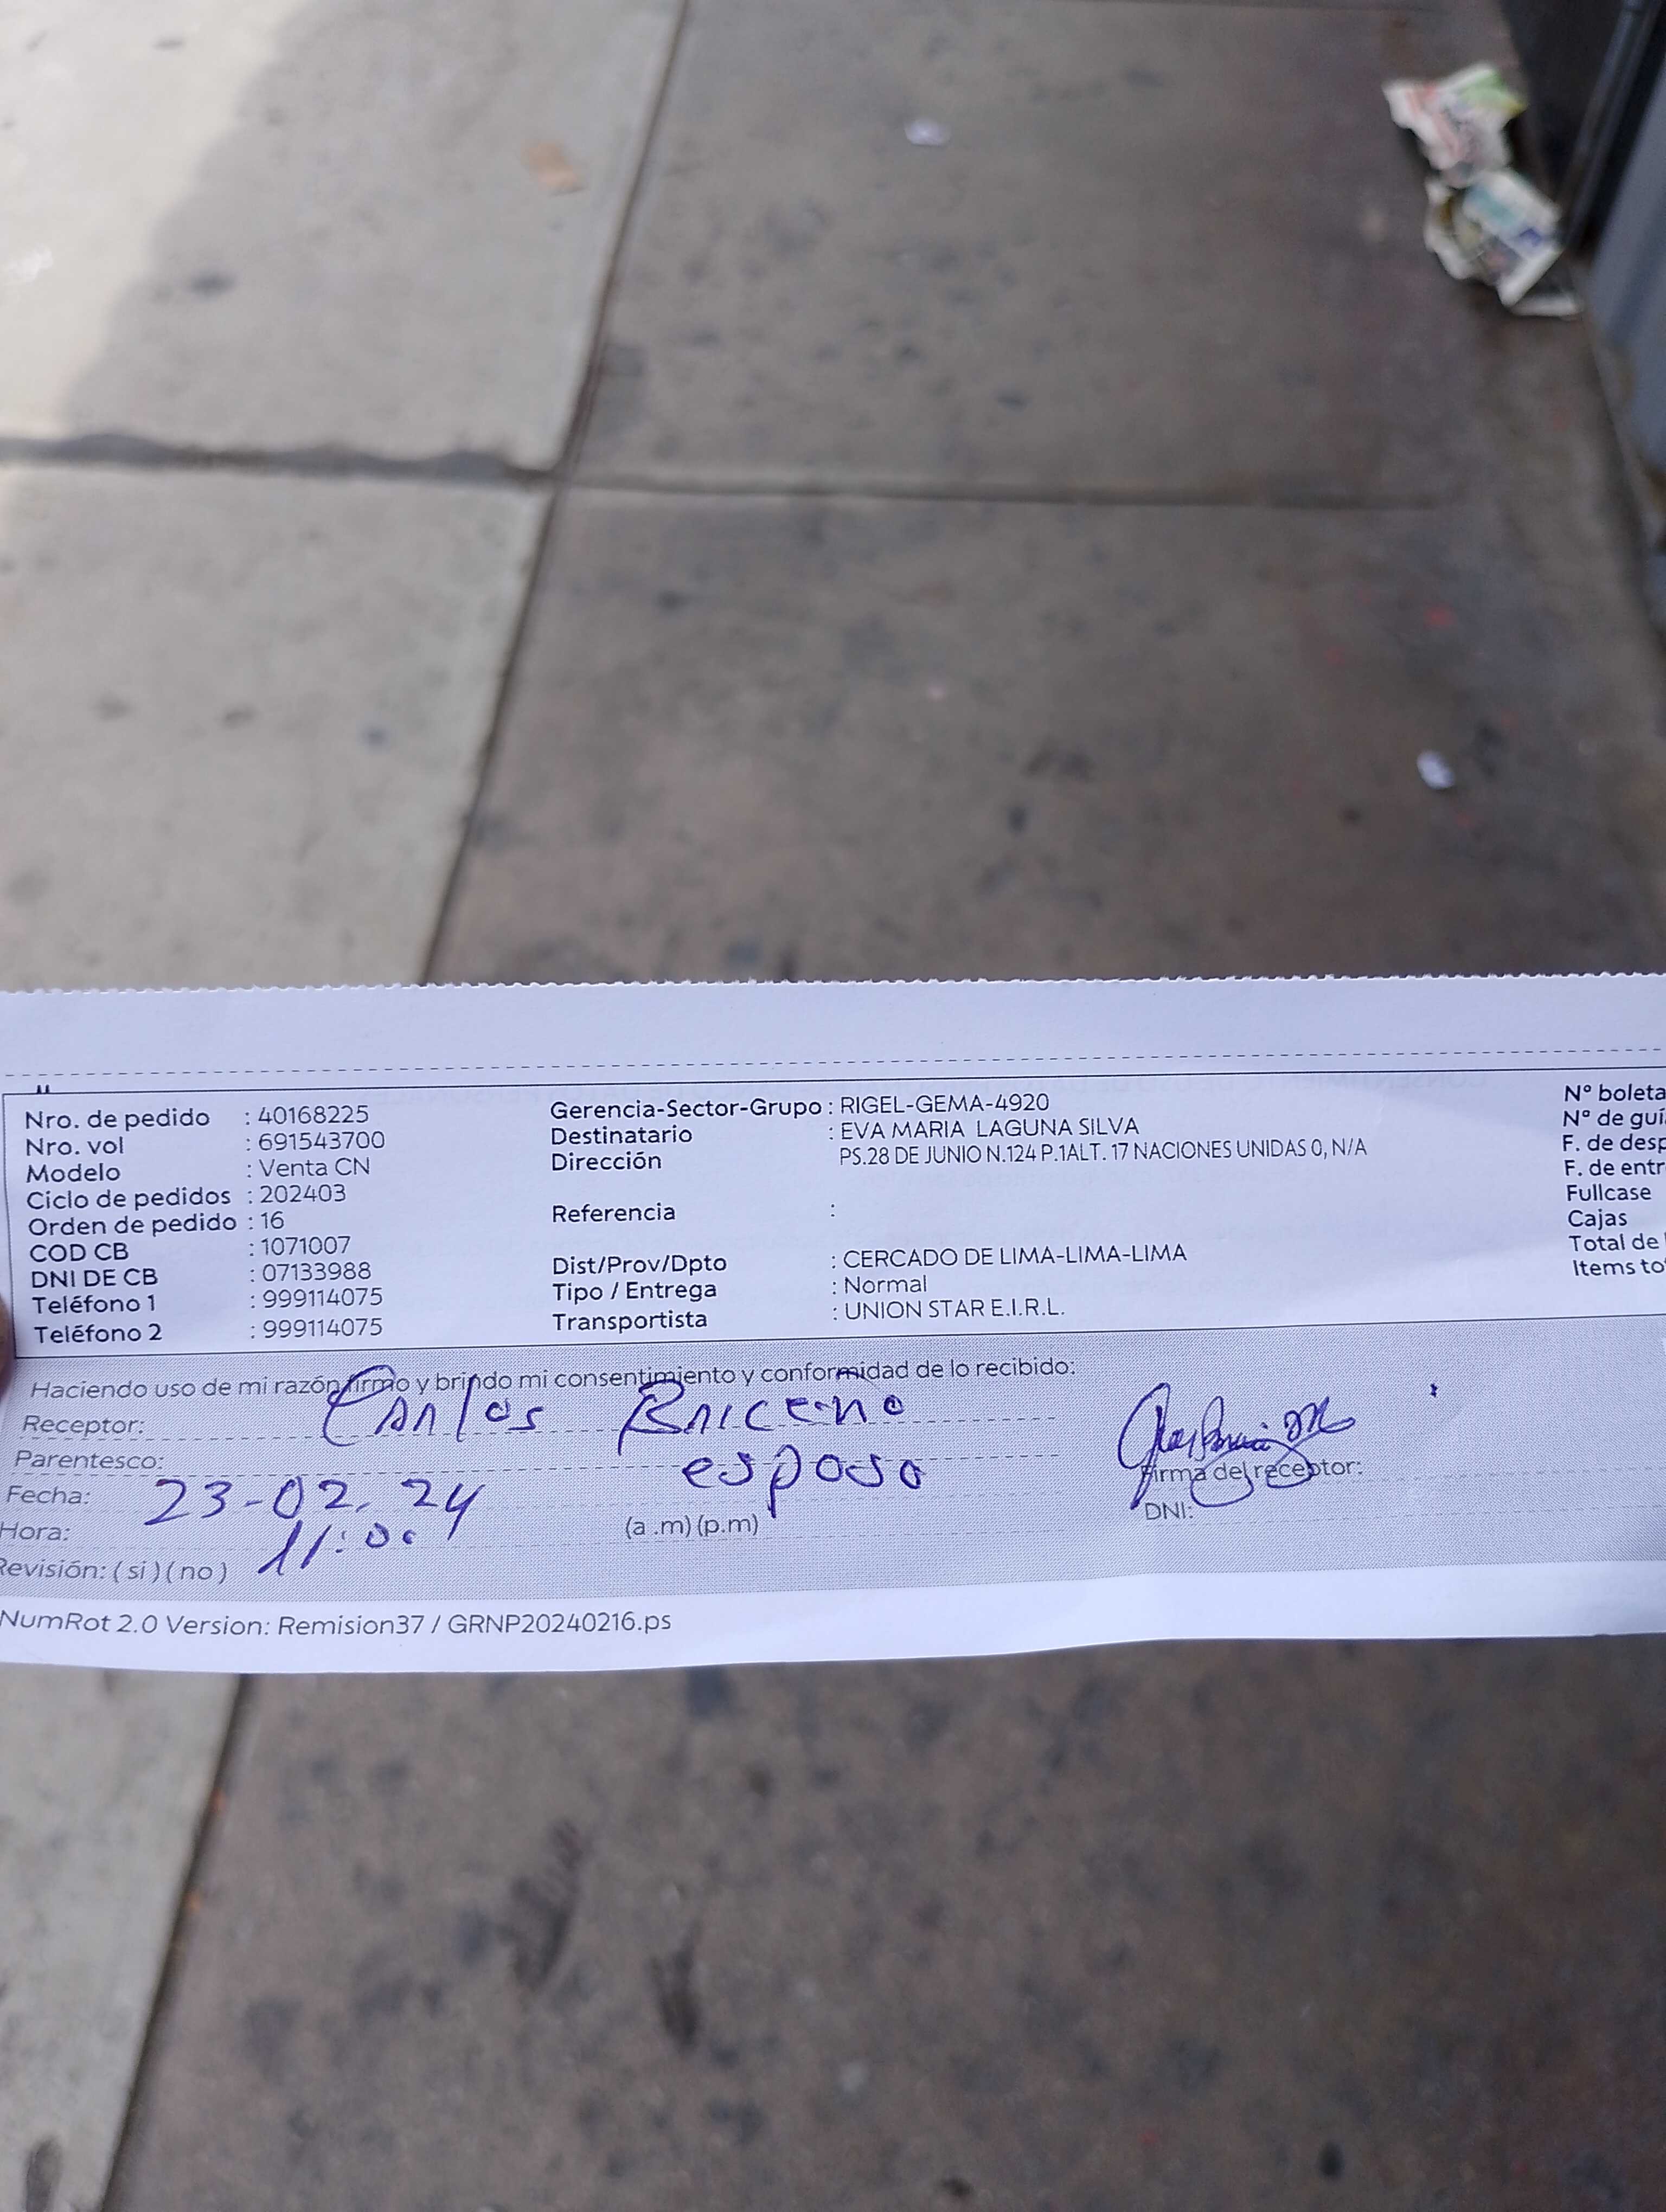 Nro. de pedido : 40168225
Nro. vol : 691543700
Modelo : Venta CN
Ciclo de pedidos : 202403
Orden de pedido : 16
COD CB : 1071007
DNI DE CB : 07133988
Teléfono 1 : 999114075
Teléfono 2 : 999114075
Gerencia-Sector-Grupo : RIGEL-GEMA-4920
Destinatario : EVA MARIA LAGUNA SILVA
Dirección PS.28 DE JUNIO N.124 P.1ALT. 17 NACIONES UNIDAS 0, N/A
Referencia :
Dist/Prov/Dpto : CERCADO DE LIMA-LIMA-LIMA
Tipo / Entrega : Normal
Transportista : UNION STAR E.I.R.L.
Nº boleta
Nº de guí
F. de desp
F. de entr
Fullcase
Cajas
Total de
Items to
Haciendo uso de mi razón firmo y brindo mi consentimiento y conformidad de lo recibido:
Receptor: Carlos Briceno
Parentesco: esposo
Fecha: 23-02. 24
Hora: 11:00 (a .m) (p.m)
Revisión: ( si ) ( no )
Firma del receptor:
DNI:
NumRot 2.0 Version: Remision37 / GRNP20240216.ps